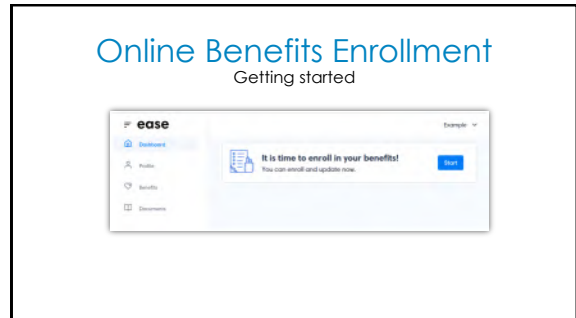 Online Benefits Enrollment
Getting started
ease
Example
Dashboard
It is time to enroll in your benefits!
You can enroll and update now.
Start
Profile
Benefits
Documents